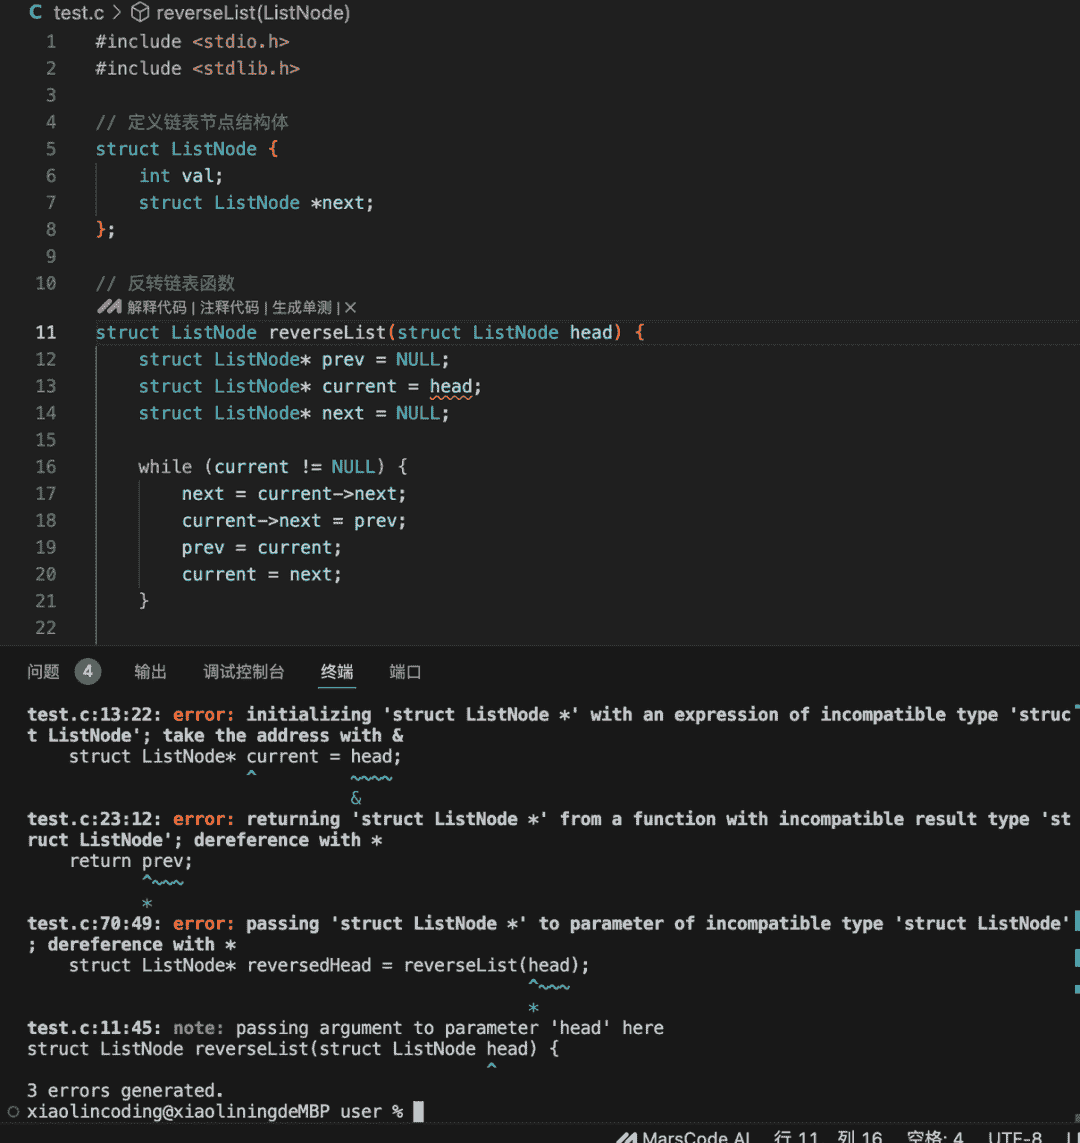 C test.c > reverseList(ListNode)
1 #include <stdio.h>
2 #include <stdlib.h>
3
4 // 定义链表节点结构体
5 struct ListNode {
6 int val;
7 struct ListNode *next;
8 };
9
10 // 反转链表函数
解释代码 | 注释代码 | 生成单测 | ×
11 struct ListNode reverseList(struct ListNode head) {
12 struct ListNode* prev = NULL;
13 struct ListNode* current = head;
14 struct ListNode* next = NULL;
15
16 while (current != NULL) {
17 next = current->next;
18 current->next = prev;
19 prev = current;
20 current = next;
21 }
22
问题 4 输出 调试控制台 终端 端口
test.c:13:22: error: initializing 'struct ListNode *' with an expression of incompatible type 'struc
t ListNode'; take the address with &
struct ListNode* current = head;
^ ~~~~
&
test.c:23:12: error: returning 'struct ListNode *' from a function with incompatible result type 'st
ruct ListNode'; dereference with *
return prev;
^~~~
*
test.c:70:49: error: passing 'struct ListNode *' to parameter of incompatible type 'struct ListNode'
; dereference with *
struct ListNode* reversedHead = reverseList(head);
^~~~
*
test.c:11:45: note: passing argument to parameter 'head' here
struct ListNode reverseList(struct ListNode head) {
^
3 errors generated.
xiaolincoding@xiaoliningdeMBP user %
MarsCode AI 行 11 列 16 空格: 4 UTF-8